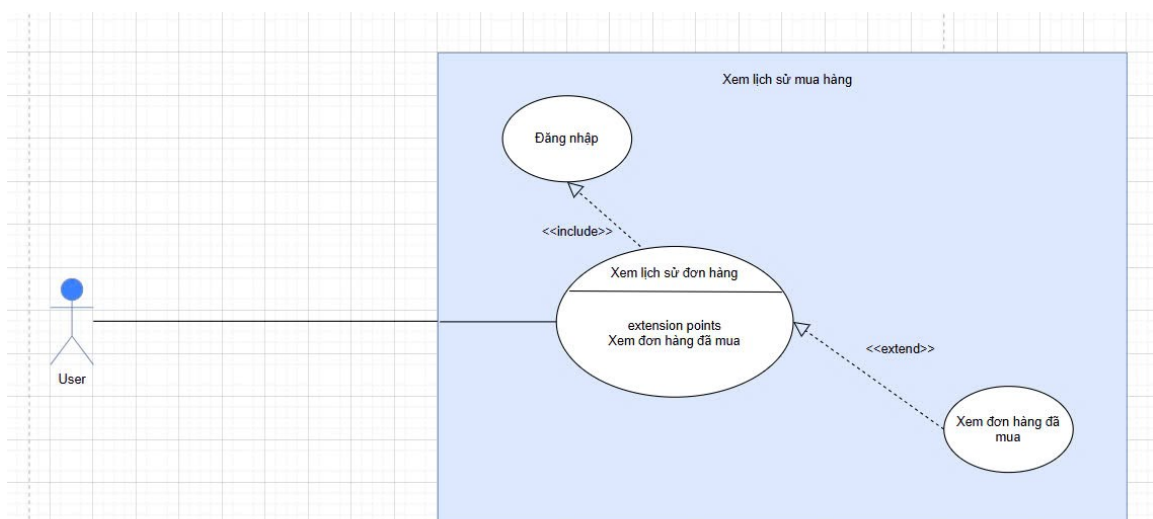 Xem lịch sử mua hàng
Đăng nhập
<<include>>
Xem lịch sử đơn hàng
extension points
Xem đơn hàng đã mua
<<extend>>
User
Xem đơn hàng đã
mua